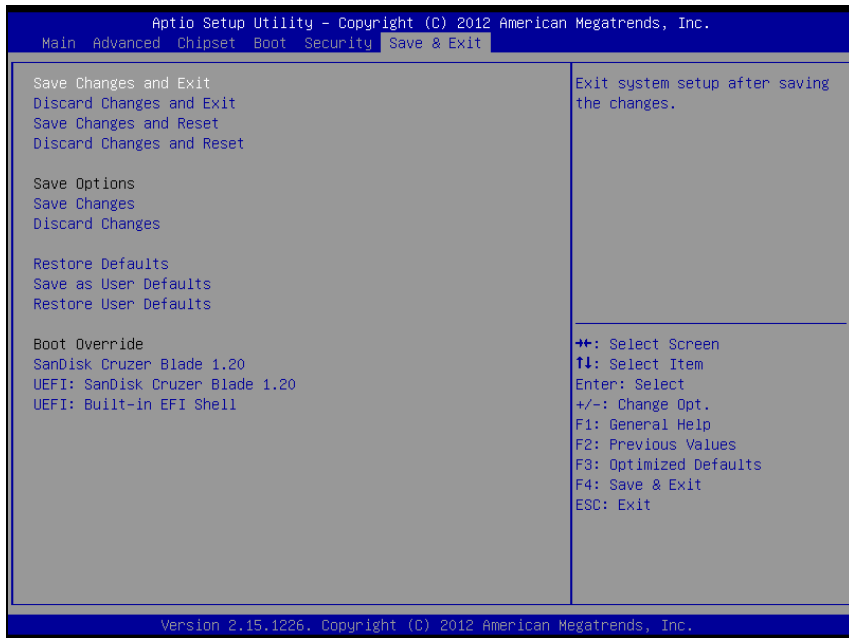 Aptio Setup Utility – Copyright (C) 2012 American Megatrends, Inc.
Main Advanced Chipset Boot Security Save & Exit
Save Changes and Exit
Discard Changes and Exit
Save Changes and Reset
Discard Changes and Reset
Save Options
Save Changes
Discard Changes
Restore Defaults
Save as User Defaults
Restore User Defaults
Boot Override
SanDisk Cruzer Blade 1.20
UEFI: SanDisk Cruzer Blade 1.20
UEFI: Built-in EFI Shell
Exit system setup after saving
the changes.
→←: Select Screen
↑↓: Select Item
Enter: Select
+/-: Change Opt.
F1: General Help
F2: Previous Values
F3: Optimized Defaults
F4: Save & Exit
ESC: Exit
Version 2.15.1226. Copyright (C) 2012 American Megatrends, Inc.